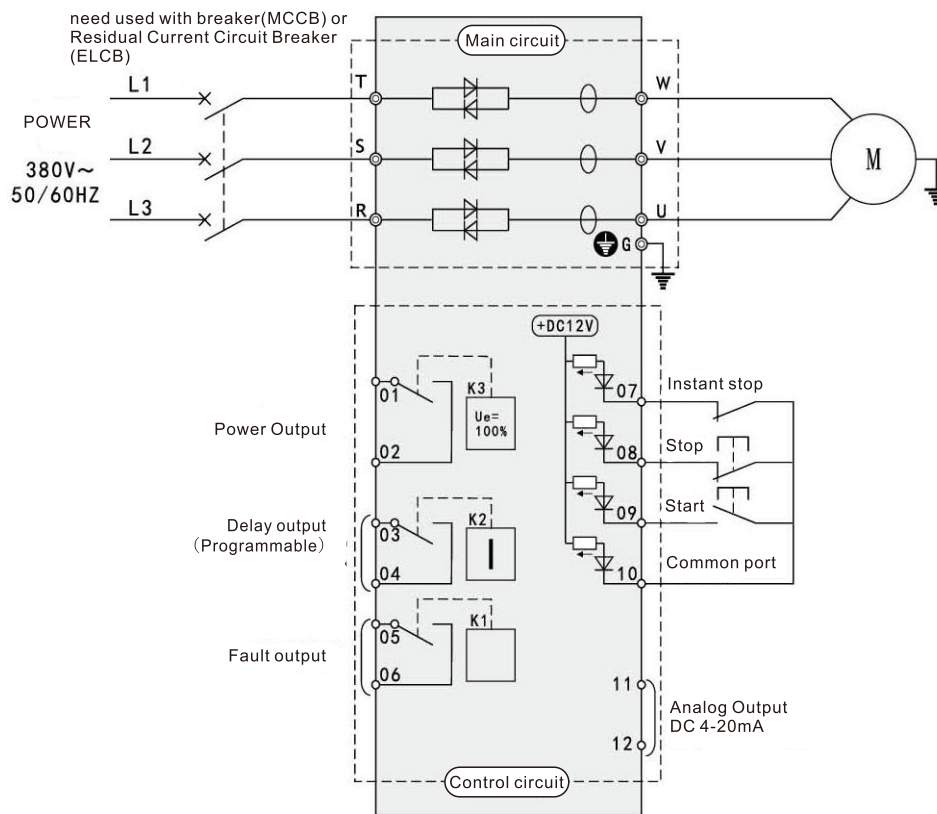 need used with breaker(MCCB) or
Residual Current Circuit Breaker
(ELCB)
Main circuit
L1
T
W
POWER
L2
S
V
M
380V~
50/60HZ
L3
R
U
G
+DC12V
01
K3
07
Instant stop
Ue=
100%
Power Output
02
08
Stop
Delay output
(Programmable)
03
K2
09
Start
04
10
Common port
05
K1
Fault output
06
11
Analog Output
DC 4-20mA
12
Control circuit